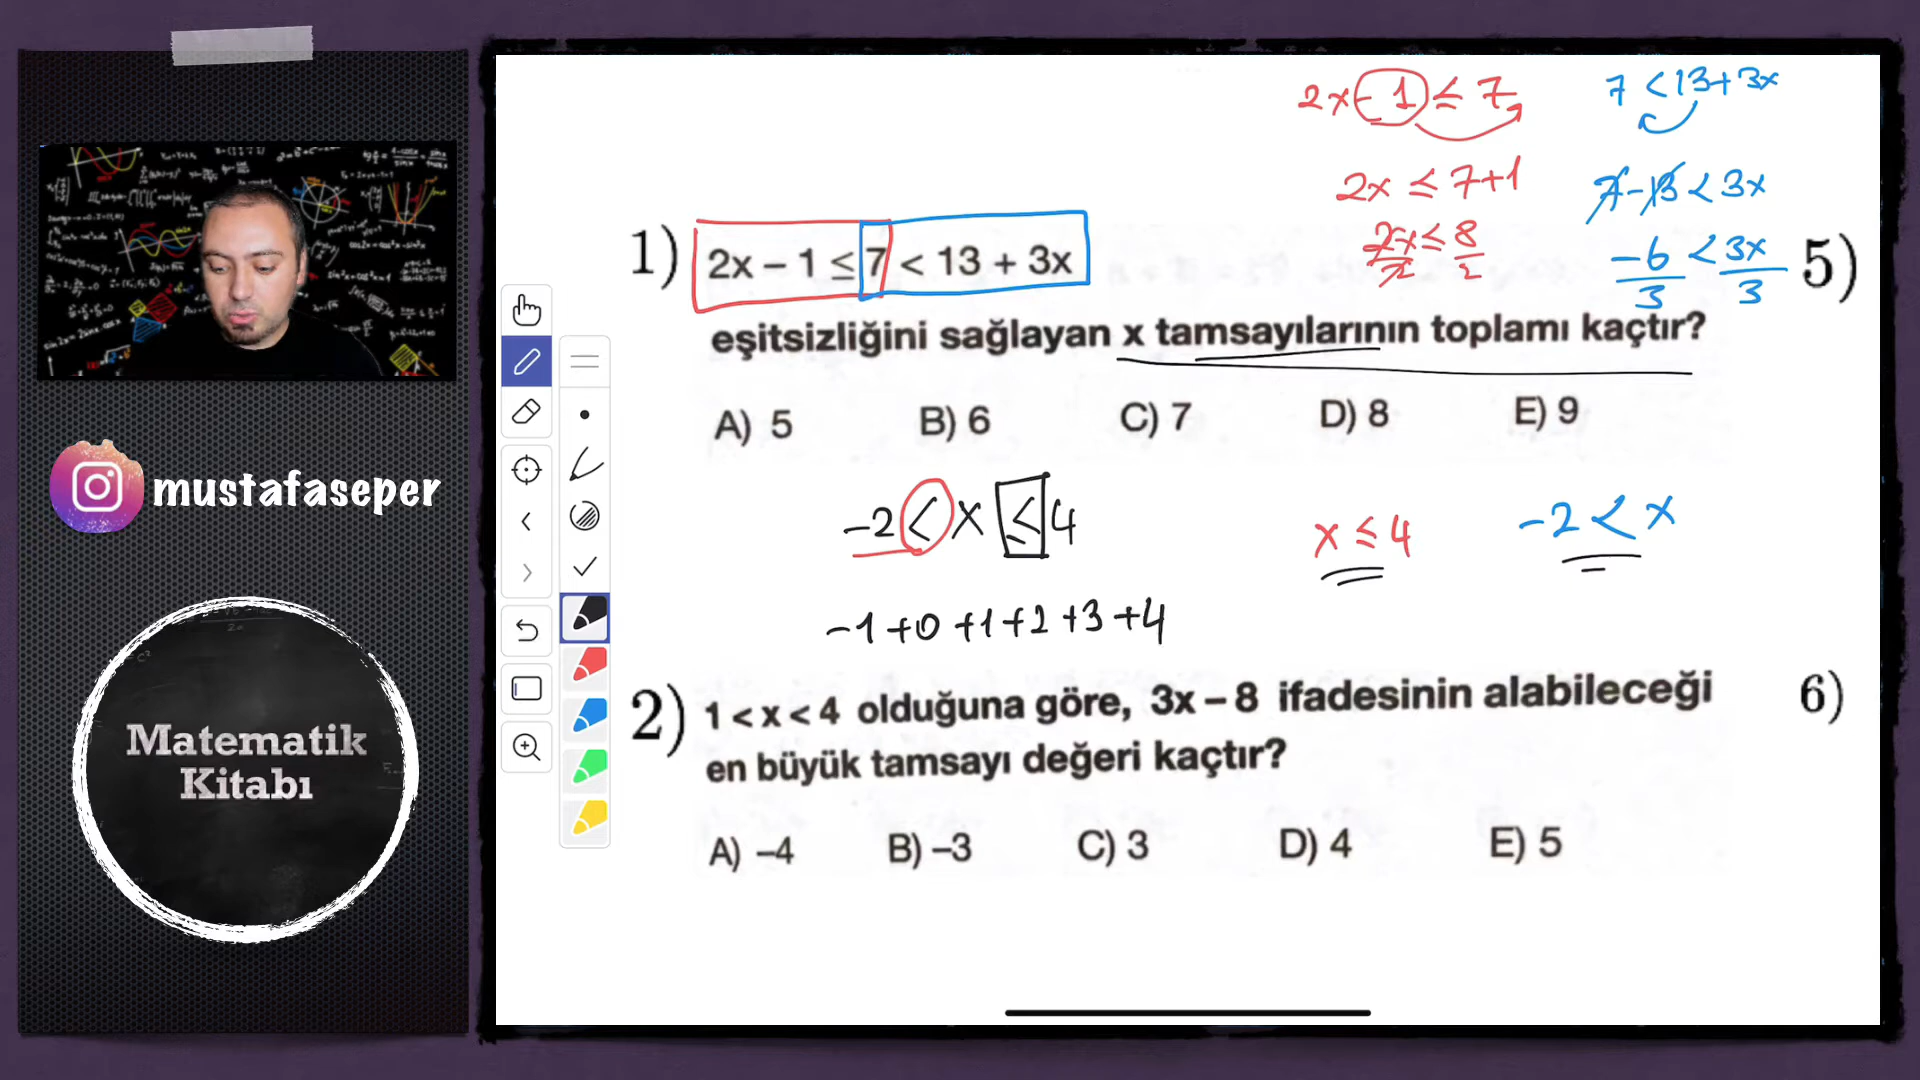 mustafaseper
Matematik
Kitabı
2x - 1 ≤ 7
2x ≤ 7+1
2x ≤ 8
2 2
x ≤ 4
7 < 13+3x
7-13 < 3x
-6 < 3x
3 3
-2 < x
1) 2x – 1 ≤ 7 < 13 + 3x
eşitsizliğini sağlayan x tamsayılarının toplamı kaçtır?
A) 5 B) 6 C) 7 D) 8 E) 9
-2 < x ≤ 4
-1+0+1+2+3+4
2) 1 < x < 4 olduğuna göre, 3x – 8 ifadesinin alabileceği
en büyük tamsayı değeri kaçtır?
A) –4 B) –3 C) 3 D) 4 E) 5
5)
6)